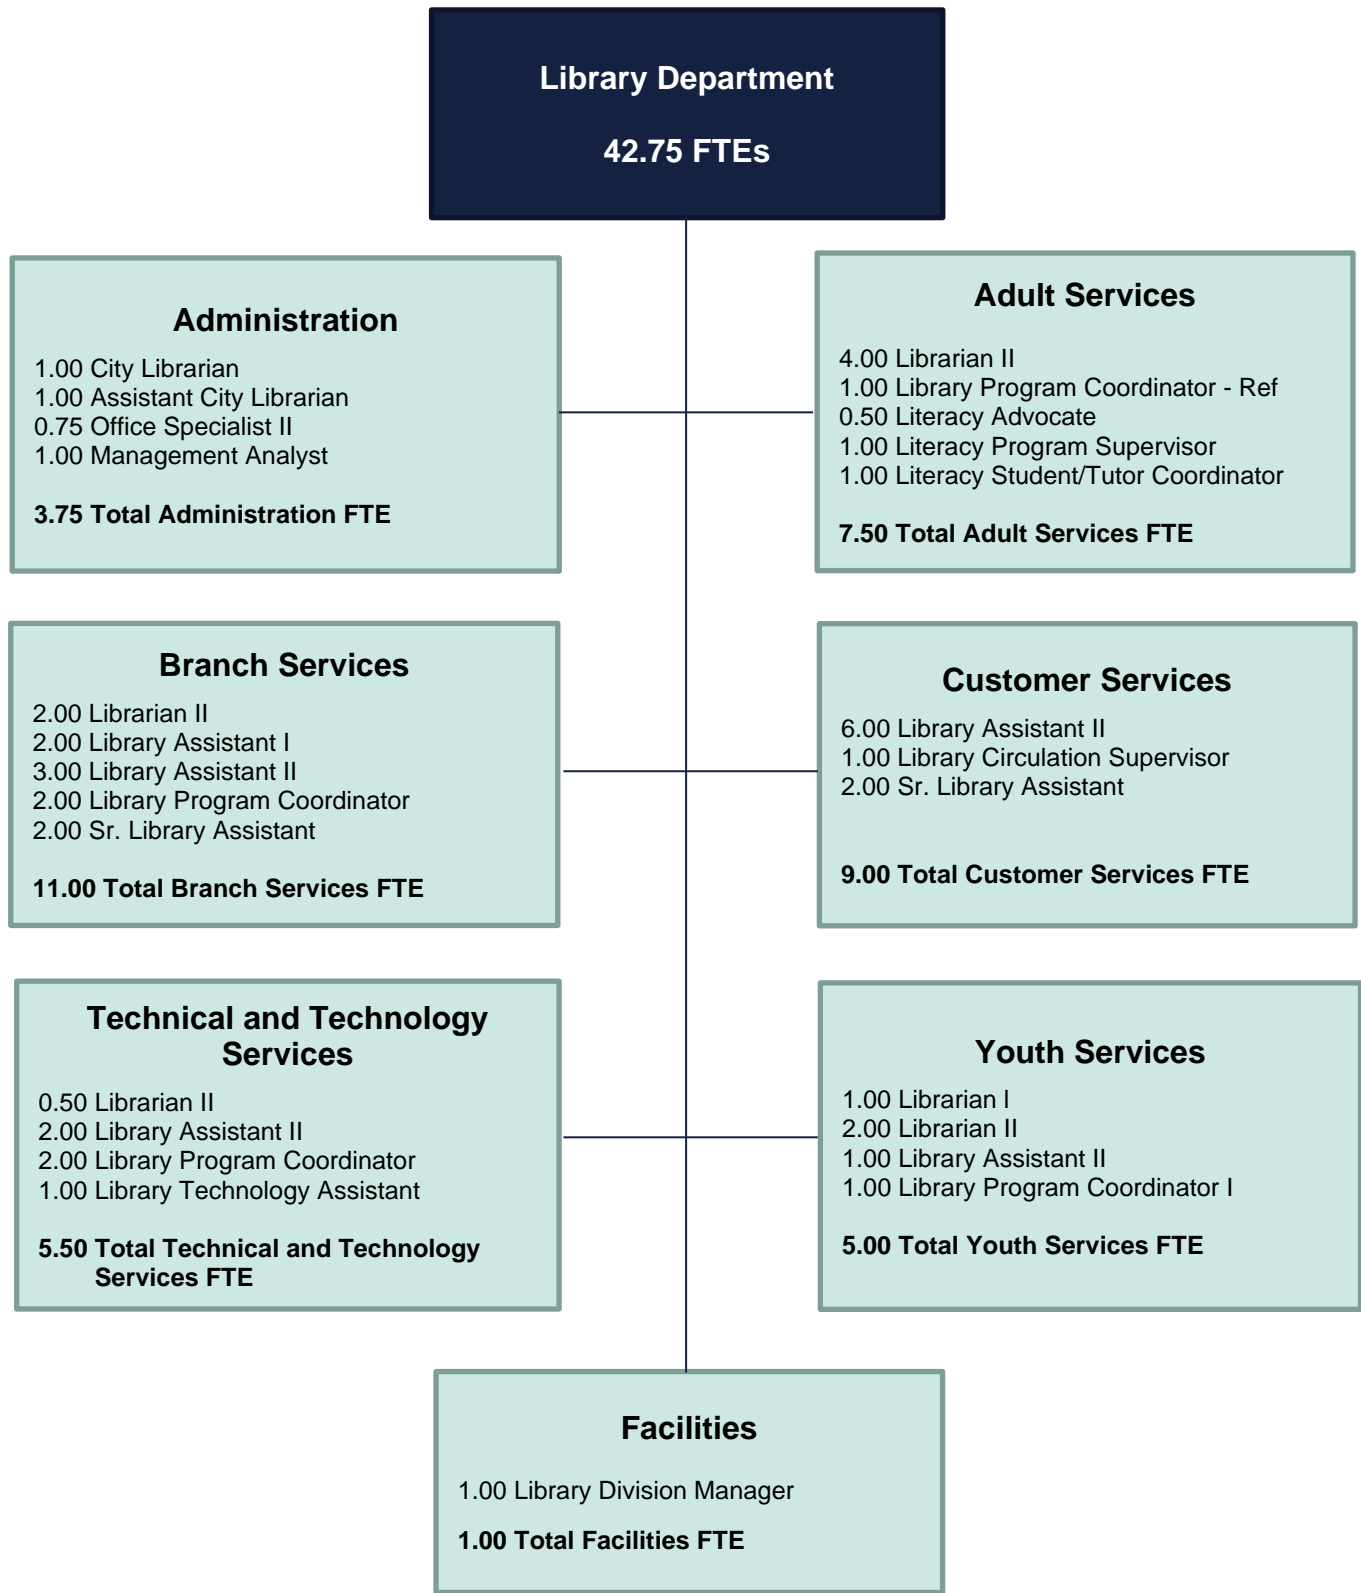 Library Department
42.75 FTEs
Administration
1.00 City Librarian
1.00 Assistant City Librarian
0.75 Office Specialist II
1.00 Management Analyst
3.75 Total Administration FTE
Adult Services
4.00 Librarian II
1.00 Library Program Coordinator - Ref
0.50 Literacy Advocate
1.00 Literacy Program Supervisor
1.00 Literacy Student/Tutor Coordinator
7.50 Total Adult Services FTE
Branch Services
2.00 Librarian II
2.00 Library Assistant I
3.00 Library Assistant II
2.00 Library Program Coordinator
2.00 Sr. Library Assistant
11.00 Total Branch Services FTE
Customer Services
6.00 Library Assistant II
1.00 Library Circulation Supervisor
2.00 Sr. Library Assistant
9.00 Total Customer Services FTE
Technical and Technology
Services
0.50 Librarian II
2.00 Library Assistant II
2.00 Library Program Coordinator
1.00 Library Technology Assistant
5.50 Total Technical and Technology
Services FTE
Youth Services
1.00 Librarian I
2.00 Librarian II
1.00 Library Assistant II
1.00 Library Program Coordinator I
5.00 Total Youth Services FTE
Facilities
1.00 Library Division Manager
1.00 Total Facilities FTE